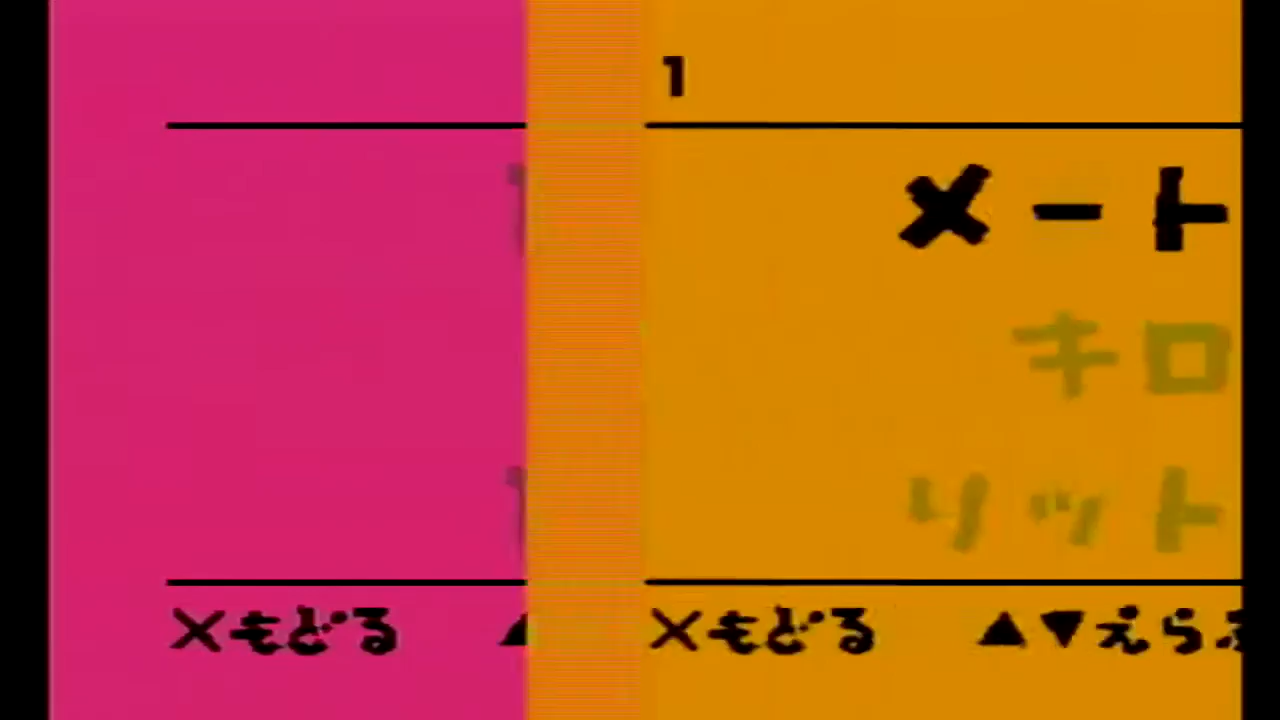 1
メート
キロ
リット
×もどる
×もどる ▲▼えら